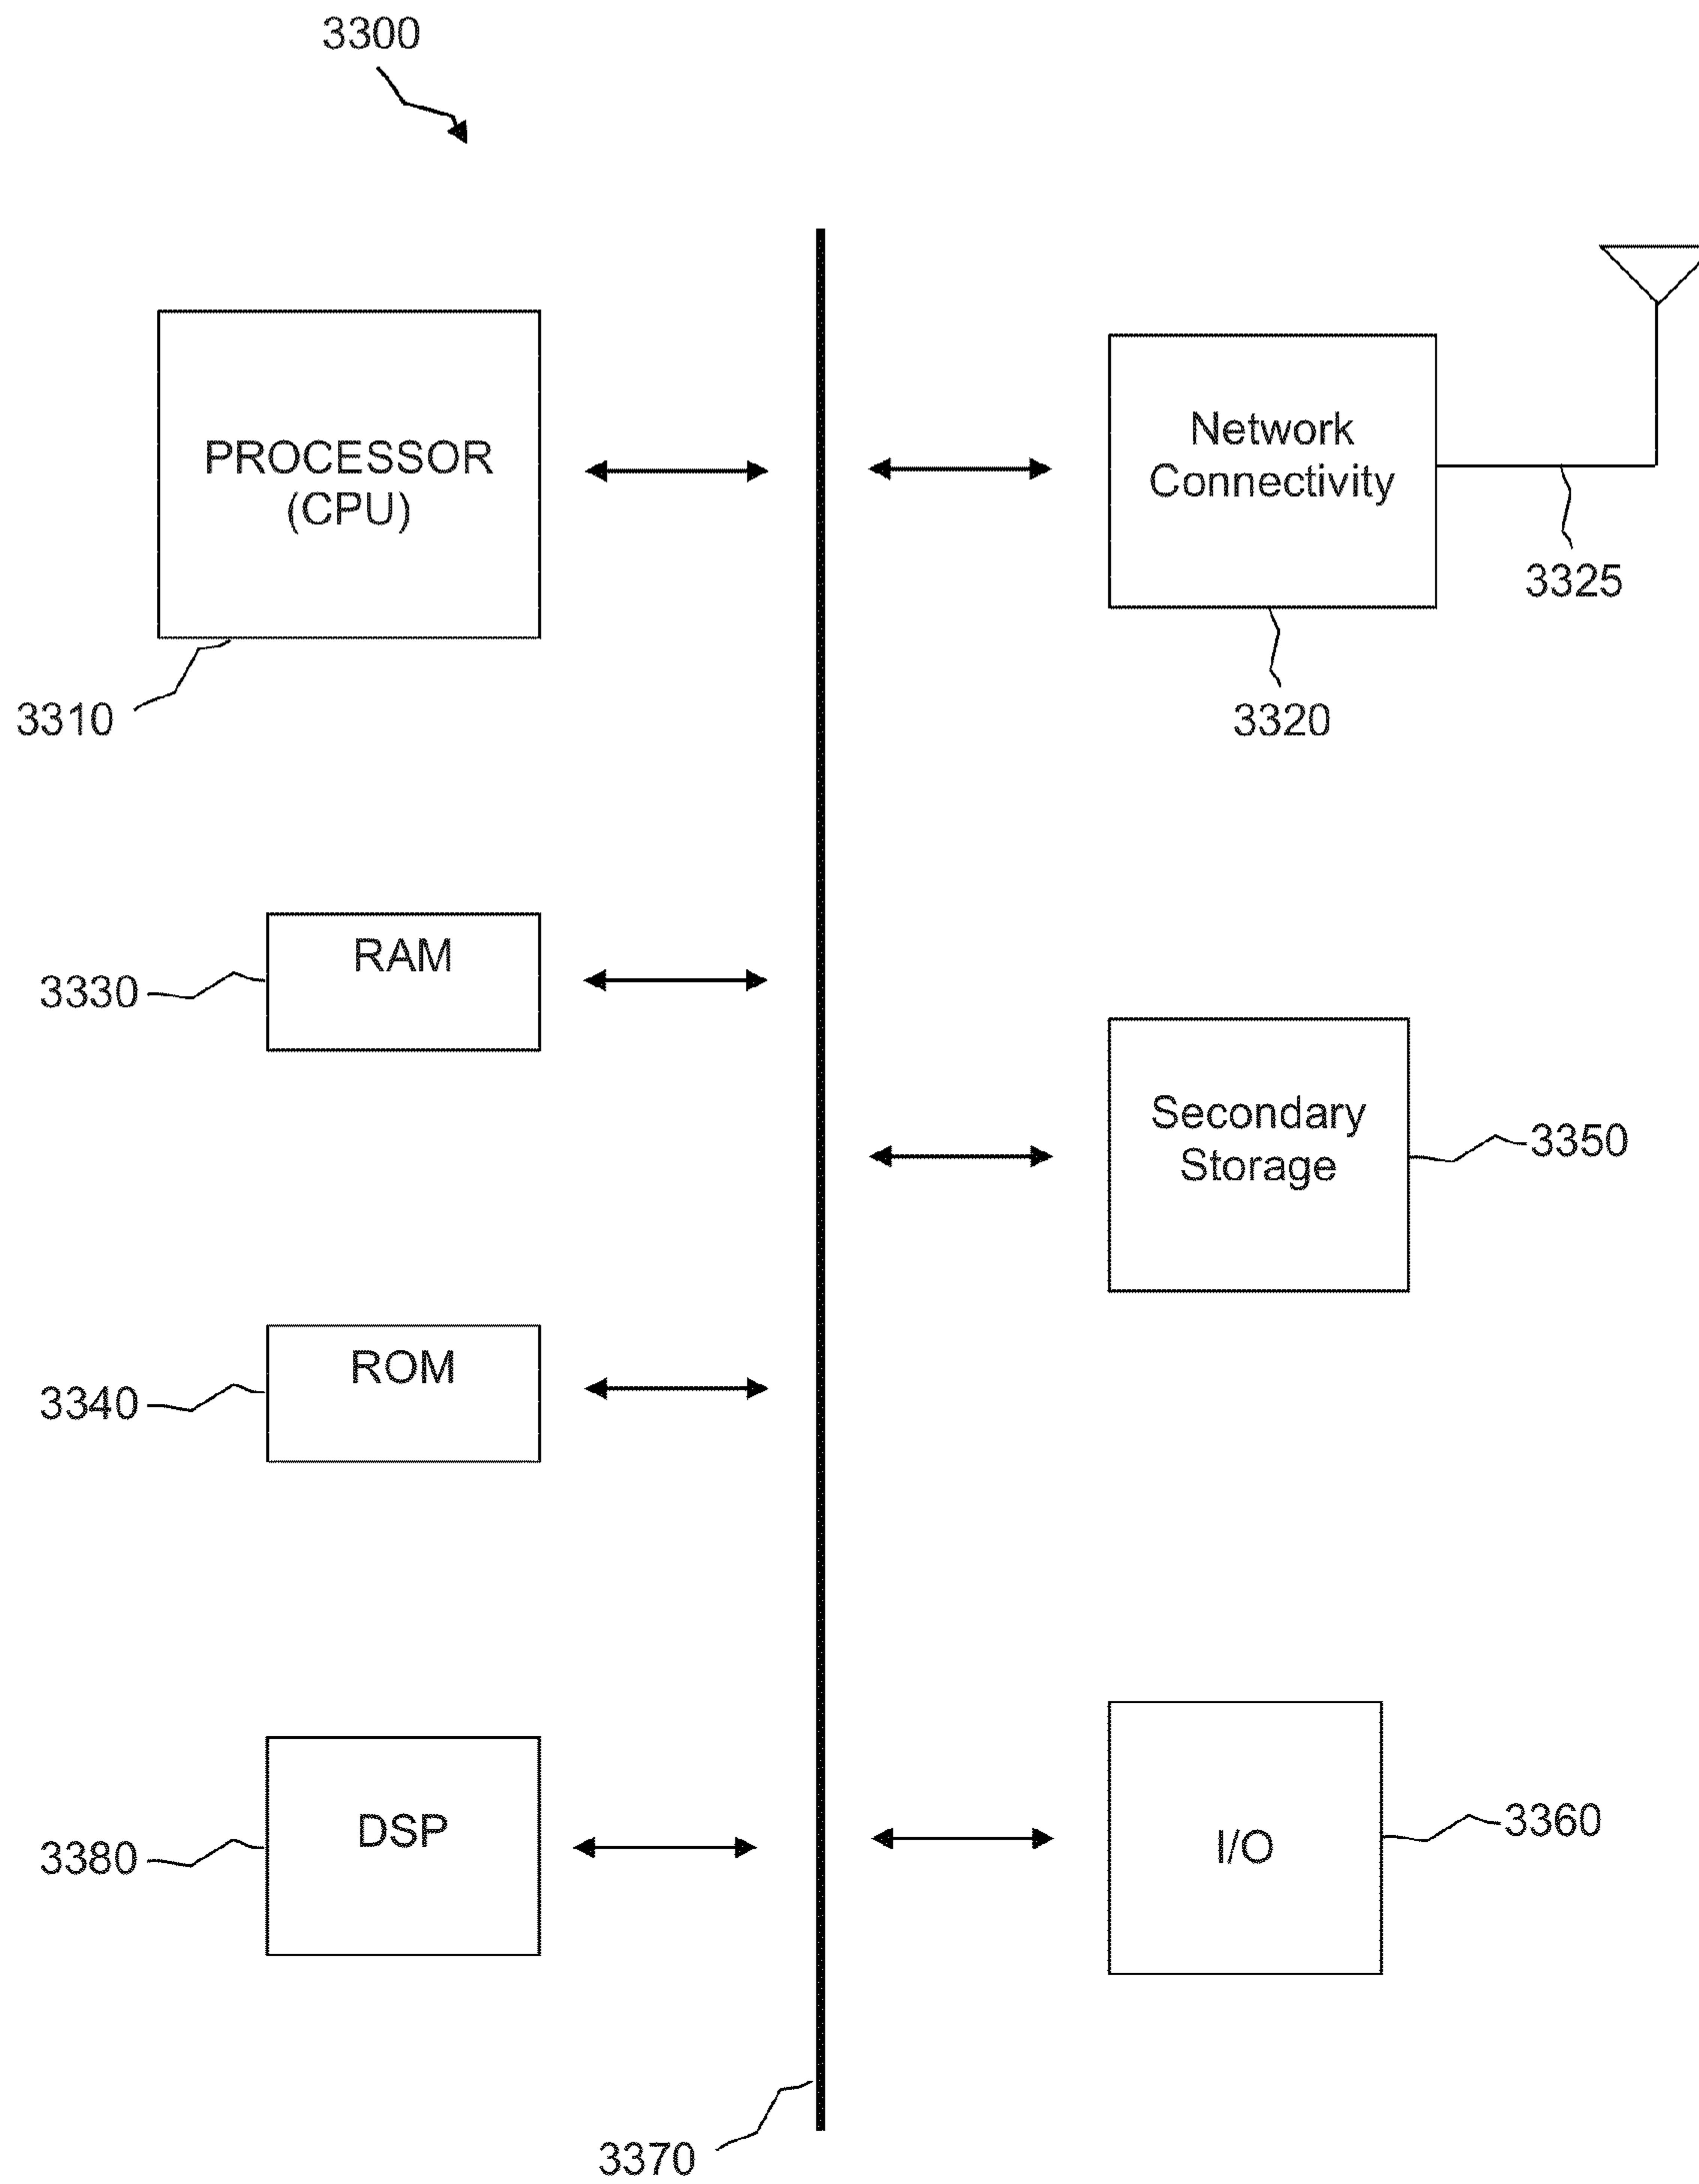 3300
PROCESSOR
(CPU)
3310
Network
Connectivity
3325
3320
RAM
3330
Secondary
Storage
3350
ROM
3340
DSP
3380
I/O
3360
3370